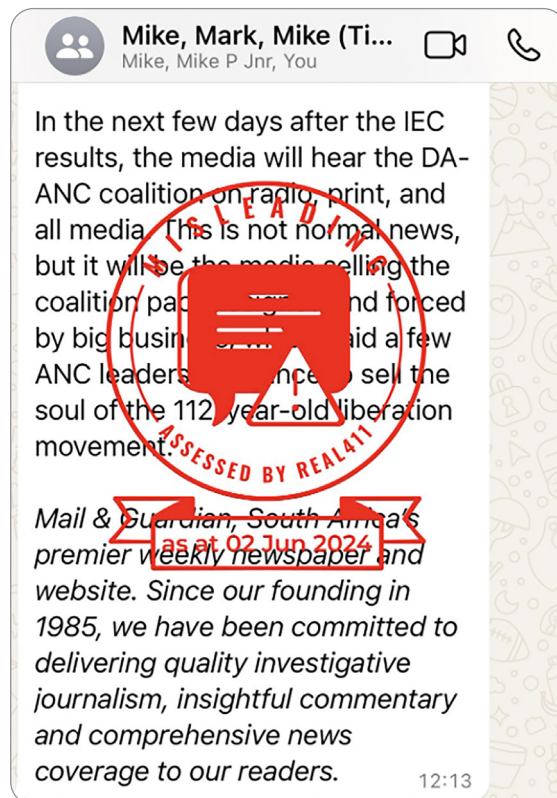 Mike, Mark, Mike (Ti...
Mike, Mike P Jnr, You
In the next few days after the IEC
results, the media will hear the DA-
ANC coalition on radio, print, and
all media. This is not normal news,
but it will be the media selling the
coalition and forced
by big
a few
ANC leaders sell the
soul of the 112-year-old liberation
movement.
MISLEADING
ASSESSED BY REAL411
as at 02 Jun 2024
Mail & Guardian, South Africa's
premier weekly newspaper and
website. Since our founding in
1985, we have been committed to
delivering quality investigative
journalism, insightful commentary
and comprehensive news
coverage to our readers.
12:13